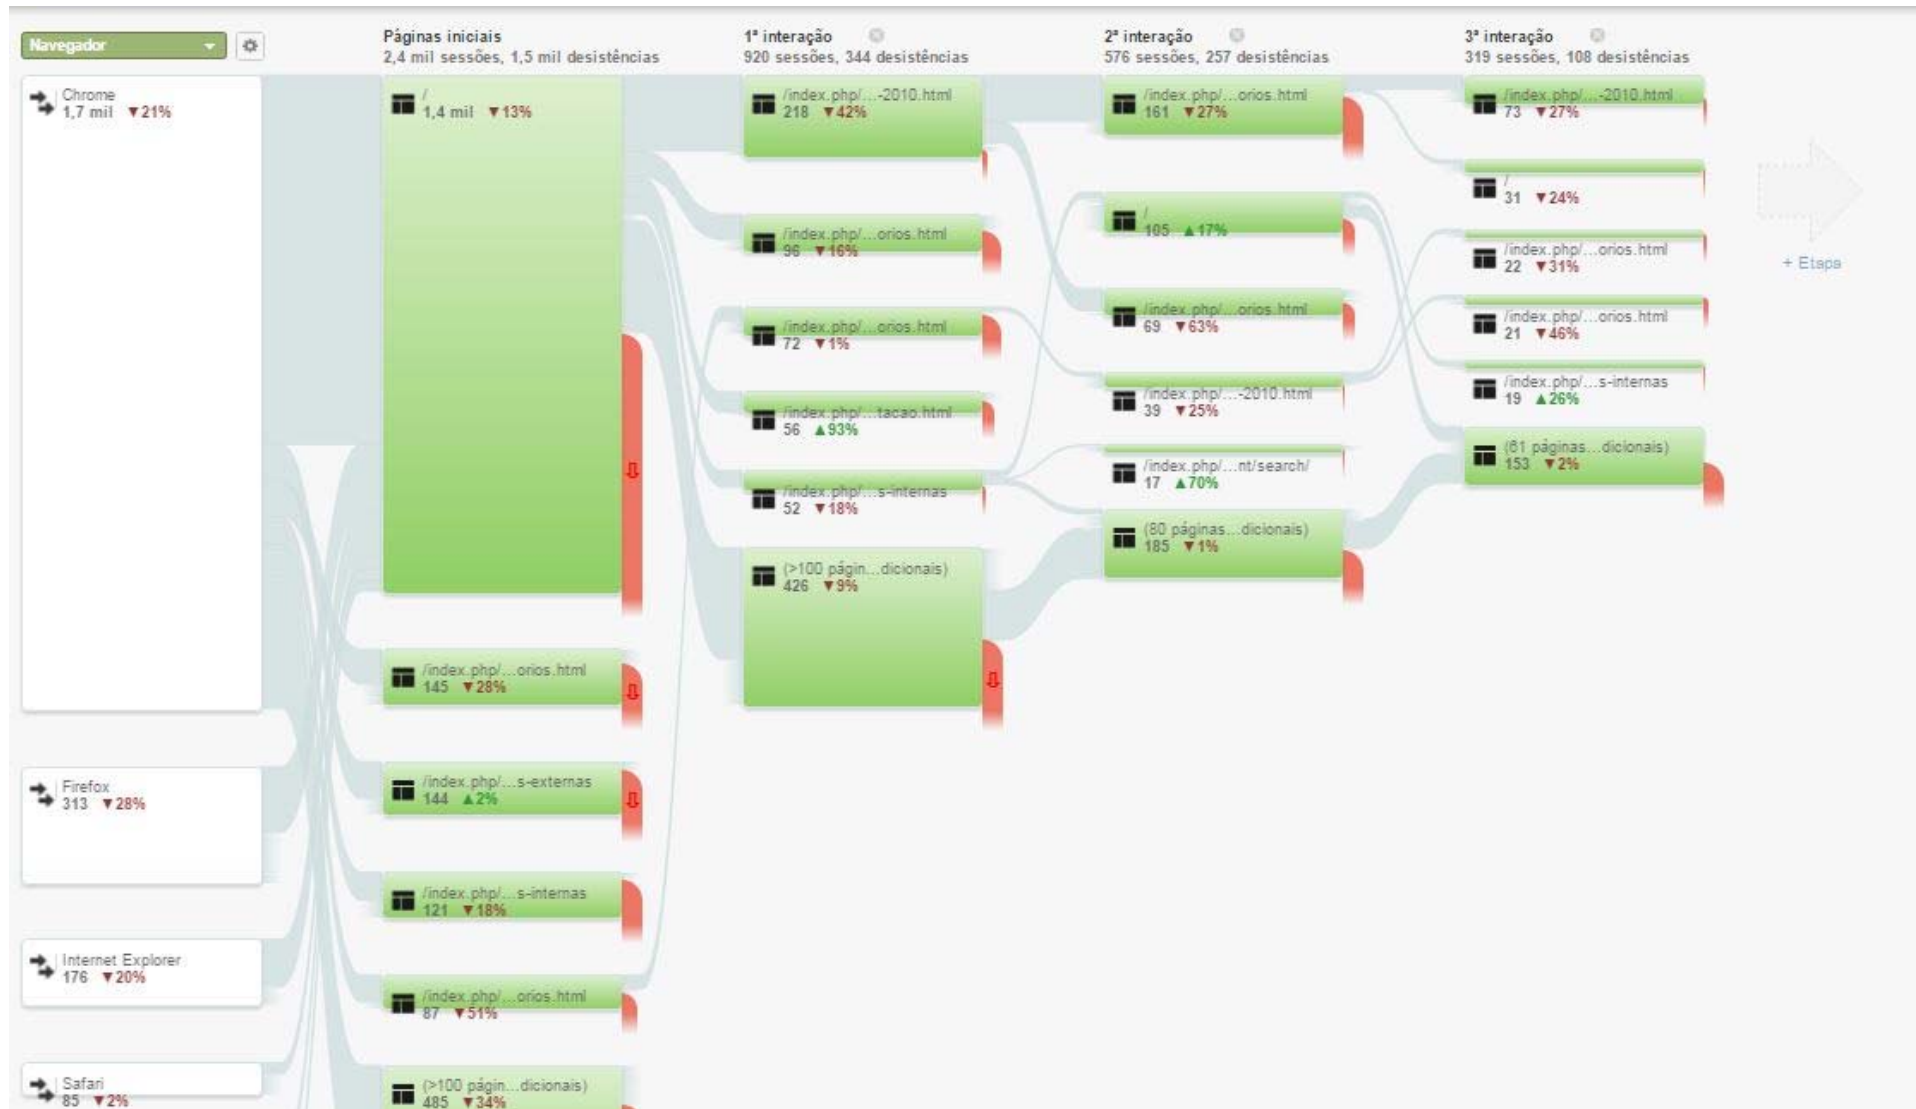 Navegador
Chrome
1,7 mil ▼21%
Firefox
313 ▼28%
Internet Explorer
176 ▼20%
Safari
85 ▼2%
Páginas iniciais
2,4 mil sessões, 1,5 mil desistências
/
1,4 mil ▼13%
/index.php/...orios.html
145 ▼28%
/index.php/...s-externas
144 ▲2%
/index.php/...s-internas
121 ▼18%
/index.php/...orios.html
87 ▼51%
(>100 págin...dicionais)
485 ▼34%
1ª interação
920 sessões, 344 desistências
/index.php/...-2010.html
218 ▼42%
/index.php/...orios.html
96 ▼16%
/index.php/...orios.html
72 ▼1%
/index.php/...tacao.html
56 ▲93%
/index.php/...s-internas
52 ▼18%
(>100 págin...dicionais)
426 ▼9%
2ª interação
576 sessões, 257 desistências
/index.php/...orios.html
161 ▼27%
/
105 ▲17%
/index.php/...orios.html
69 ▼63%
/index.php/...-2010.html
39 ▼25%
/index.php/...nt/search/
17 ▲70%
(80 páginas...dicionais)
185 ▼1%
3ª interação
319 sessões, 108 desistências
/index.php/...-2010.html
73 ▼27%
/
31 ▼24%
/index.php/...orios.html
22 ▼31%
/index.php/...orios.html
21 ▼46%
/index.php/...s-internas
19 ▲26%
(61 páginas...dicionais)
153 ▼2%
+ Etapa